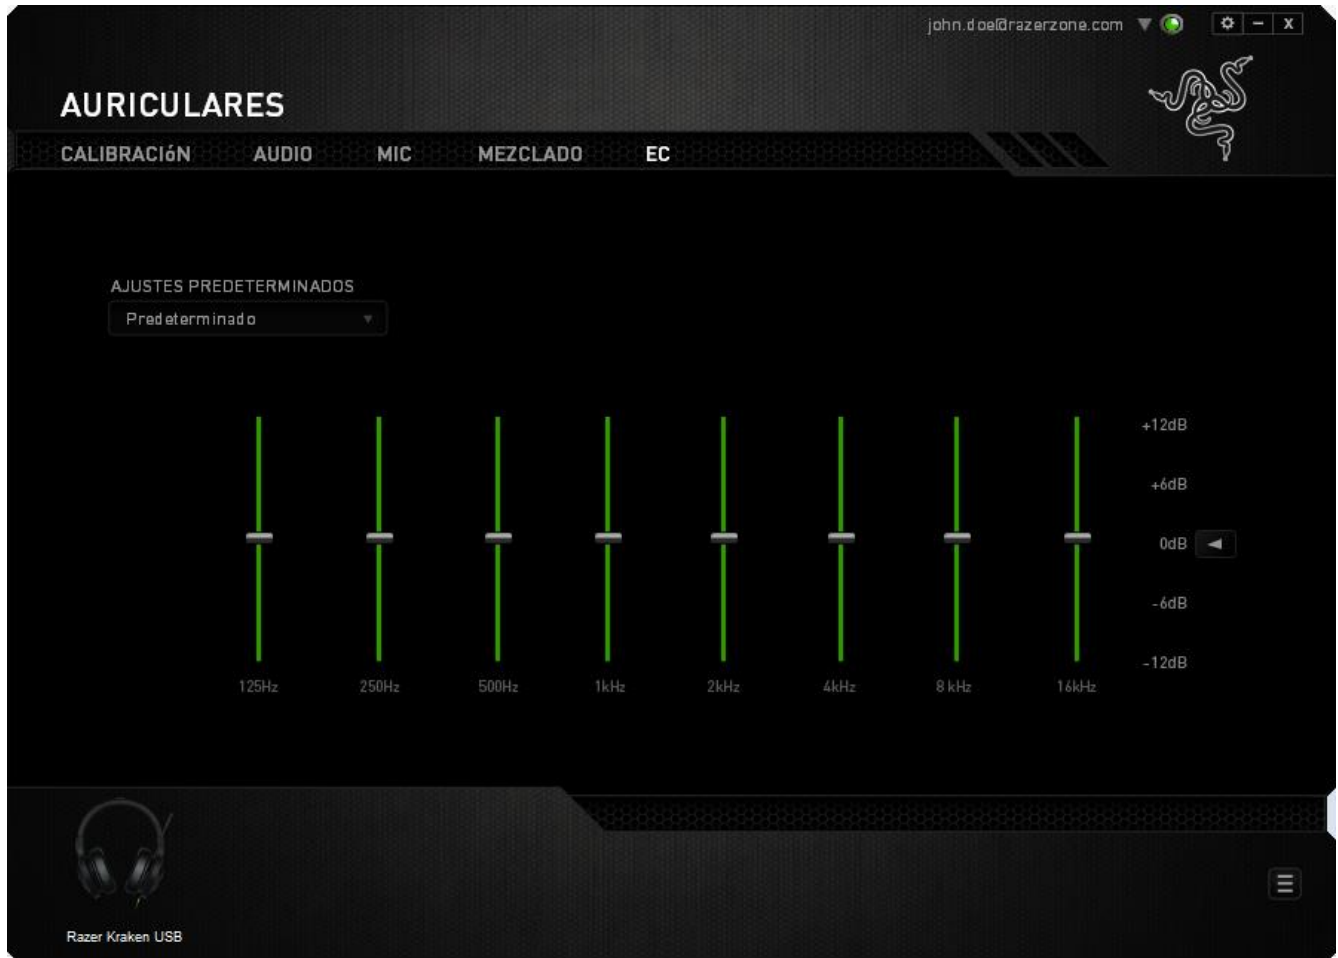 john.doe@razerzone.com
X
AURICULARES
CALIBRACIóN AUDIO MIC MEZCLADO EC
AJUSTES PREDETERMINADOS
Predeterminado
+12dB
+6dB
0dB
-6dB
-12dB
125Hz 250Hz 500Hz 1kHz 2kHz 4kHz 8 kHz 16kHz
Razer Kraken USB